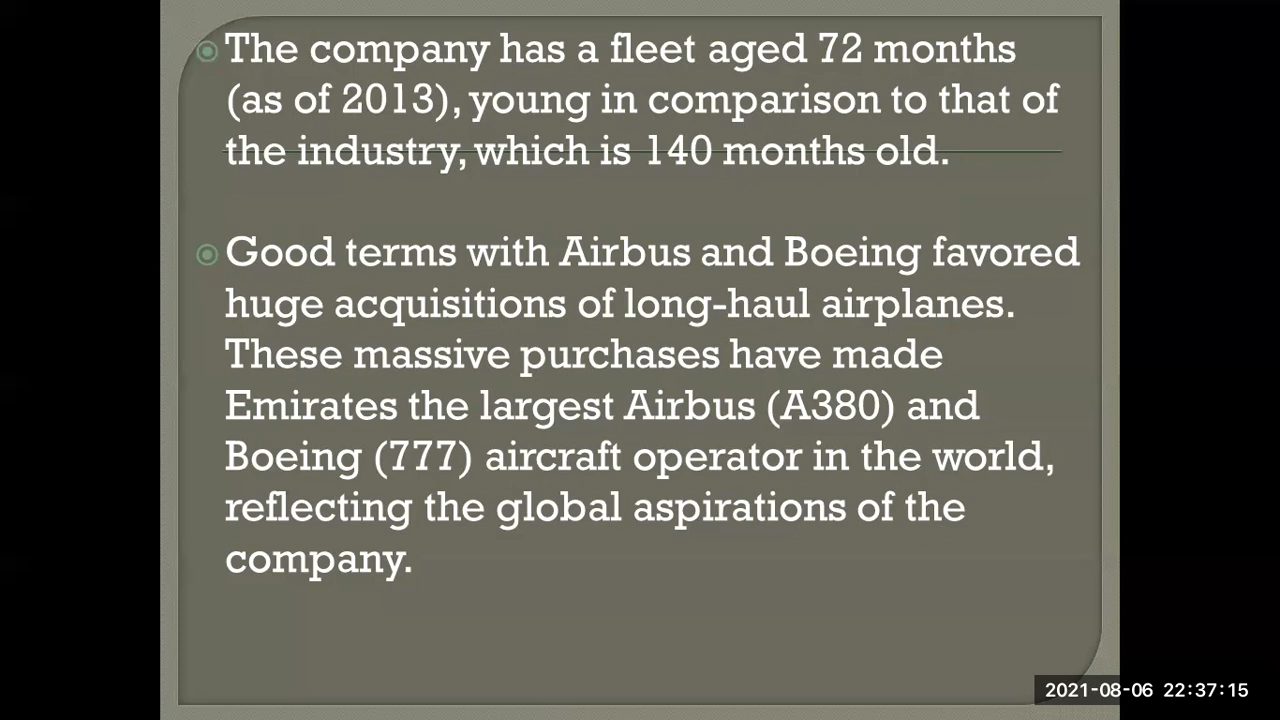 The company has a fleet aged 72 months
(as of 2013), young in comparison to that of
the industry, which is 140 months old.
Good terms with Airbus and Boeing favored
huge acquisitions of long-haul airplanes.
These massive purchases have made
Emirates the largest Airbus (A380) and
Boeing (777) aircraft operator in the world,
reflecting the global aspirations of the
company.
2021-08-06 22:37:15